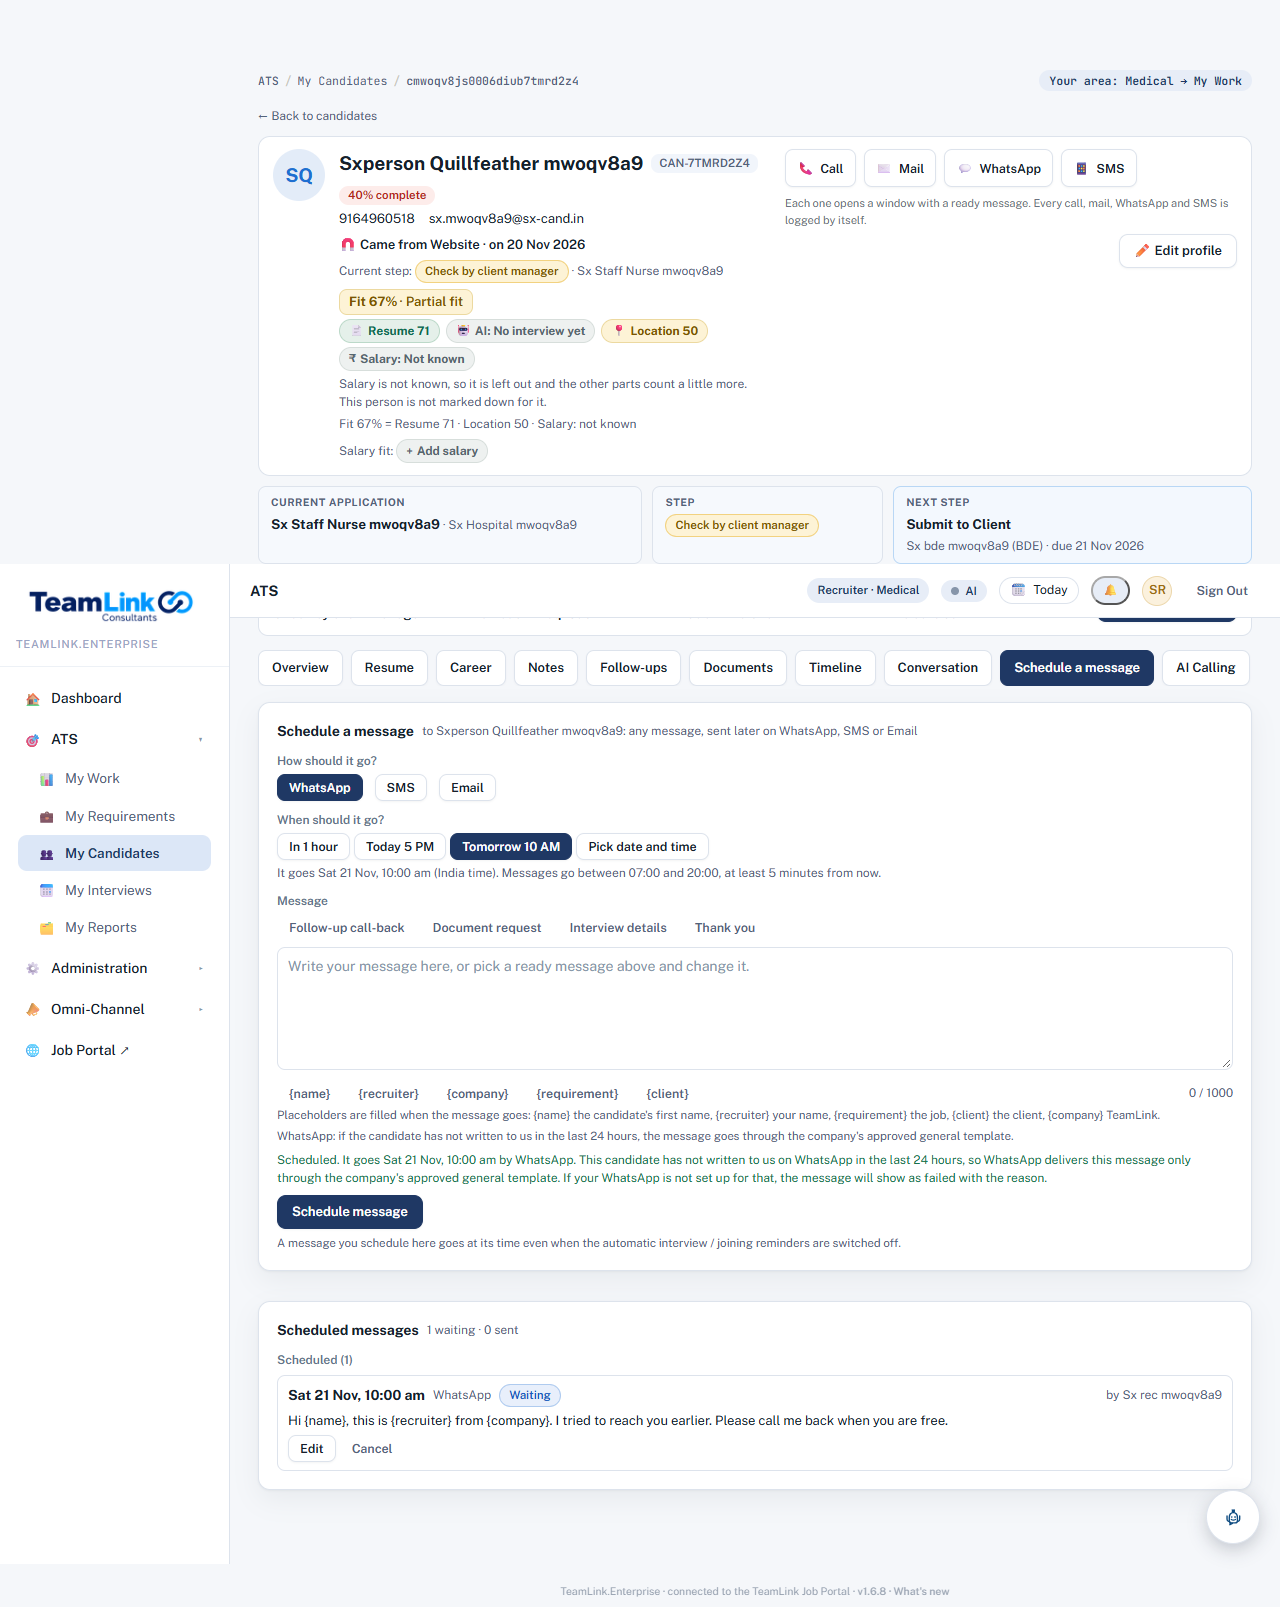 ATS / My Candidates / cmwoqv8js0006diub7tmrd2z4
Your area: Medical → My Work
← Back to candidates
SQ
Sxperson Quillfeather mwoqv8a9 CAN-7TMRD2Z4
40% complete
9164960518 sx.mwoqv8a9@sx-cand.in
Came from Website · on 20 Nov 2026
Current step: Check by client manager · Sx Staff Nurse mwoqv8a9
Fit 67% · Partial fit
Resume 71 AI: No interview yet Location 50
₹ Salary: Not known
Salary is not known, so it is left out and the other parts count a little more.
This person is not marked down for it.
Fit 67% = Resume 71 · Location 50 · Salary: not known
Salary fit: + Add salary
Call Mail WhatsApp SMS
Each one opens a window with a ready message. Every call, mail, WhatsApp and SMS is
logged by itself.
Edit profile
CURRENT APPLICATION
Sx Staff Nurse mwoqv8a9 · Sx Hospital mwoqv8a9
STEP
Check by client manager
NEXT STEP
Submit to Client
Sx bde mwoqv8a9 (BDE) · due 21 Nov 2026
TeamLink
Consultants
TEAMLINK.ENTERPRISE
ATS
Recruiter · Medical AI Today SR Sign Out
Dashboard
ATS
My Work
My Requirements
My Candidates
My Interviews
My Reports
Administration
Omni-Channel
Job Portal ↗
Overview Resume Career Notes Follow-ups Documents Timeline Conversation Schedule a message AI Calling
Schedule a message to Sxperson Quillfeather mwoqv8a9: any message, sent later on WhatsApp, SMS or Email
How should it go?
WhatsApp SMS Email
When should it go?
In 1 hour Today 5 PM Tomorrow 10 AM Pick date and time
It goes Sat 21 Nov, 10:00 am (India time). Messages go between 07:00 and 20:00, at least 5 minutes from now.
Message
Follow-up call-back Document request Interview details Thank you
Write your message here, or pick a ready message above and change it.
{name} {recruiter} {company} {requirement} {client} 0 / 1000
Placeholders are filled when the message goes: {name} the candidate's first name, {recruiter} your name, {requirement} the job, {client} the client, {company} TeamLink.
WhatsApp: if the candidate has not written to us in the last 24 hours, the message goes through the company's approved general template.
Scheduled. It goes Sat 21 Nov, 10:00 am by WhatsApp. This candidate has not written to us on WhatsApp in the last 24 hours, so WhatsApp delivers this message only
through the company's approved general template. If your WhatsApp is not set up for that, the message will show as failed with the reason.
Schedule message
A message you schedule here goes at its time even when the automatic interview / joining reminders are switched off.
Scheduled messages 1 waiting · 0 sent
Scheduled (1)
Sat 21 Nov, 10:00 am WhatsApp Waiting by Sx rec mwoqv8a9
Hi {name}, this is {recruiter} from {company}. I tried to reach you earlier. Please call me back when you are free.
Edit Cancel
TeamLink.Enterprise · connected to the TeamLink Job Portal · v1.6.8 · What's new